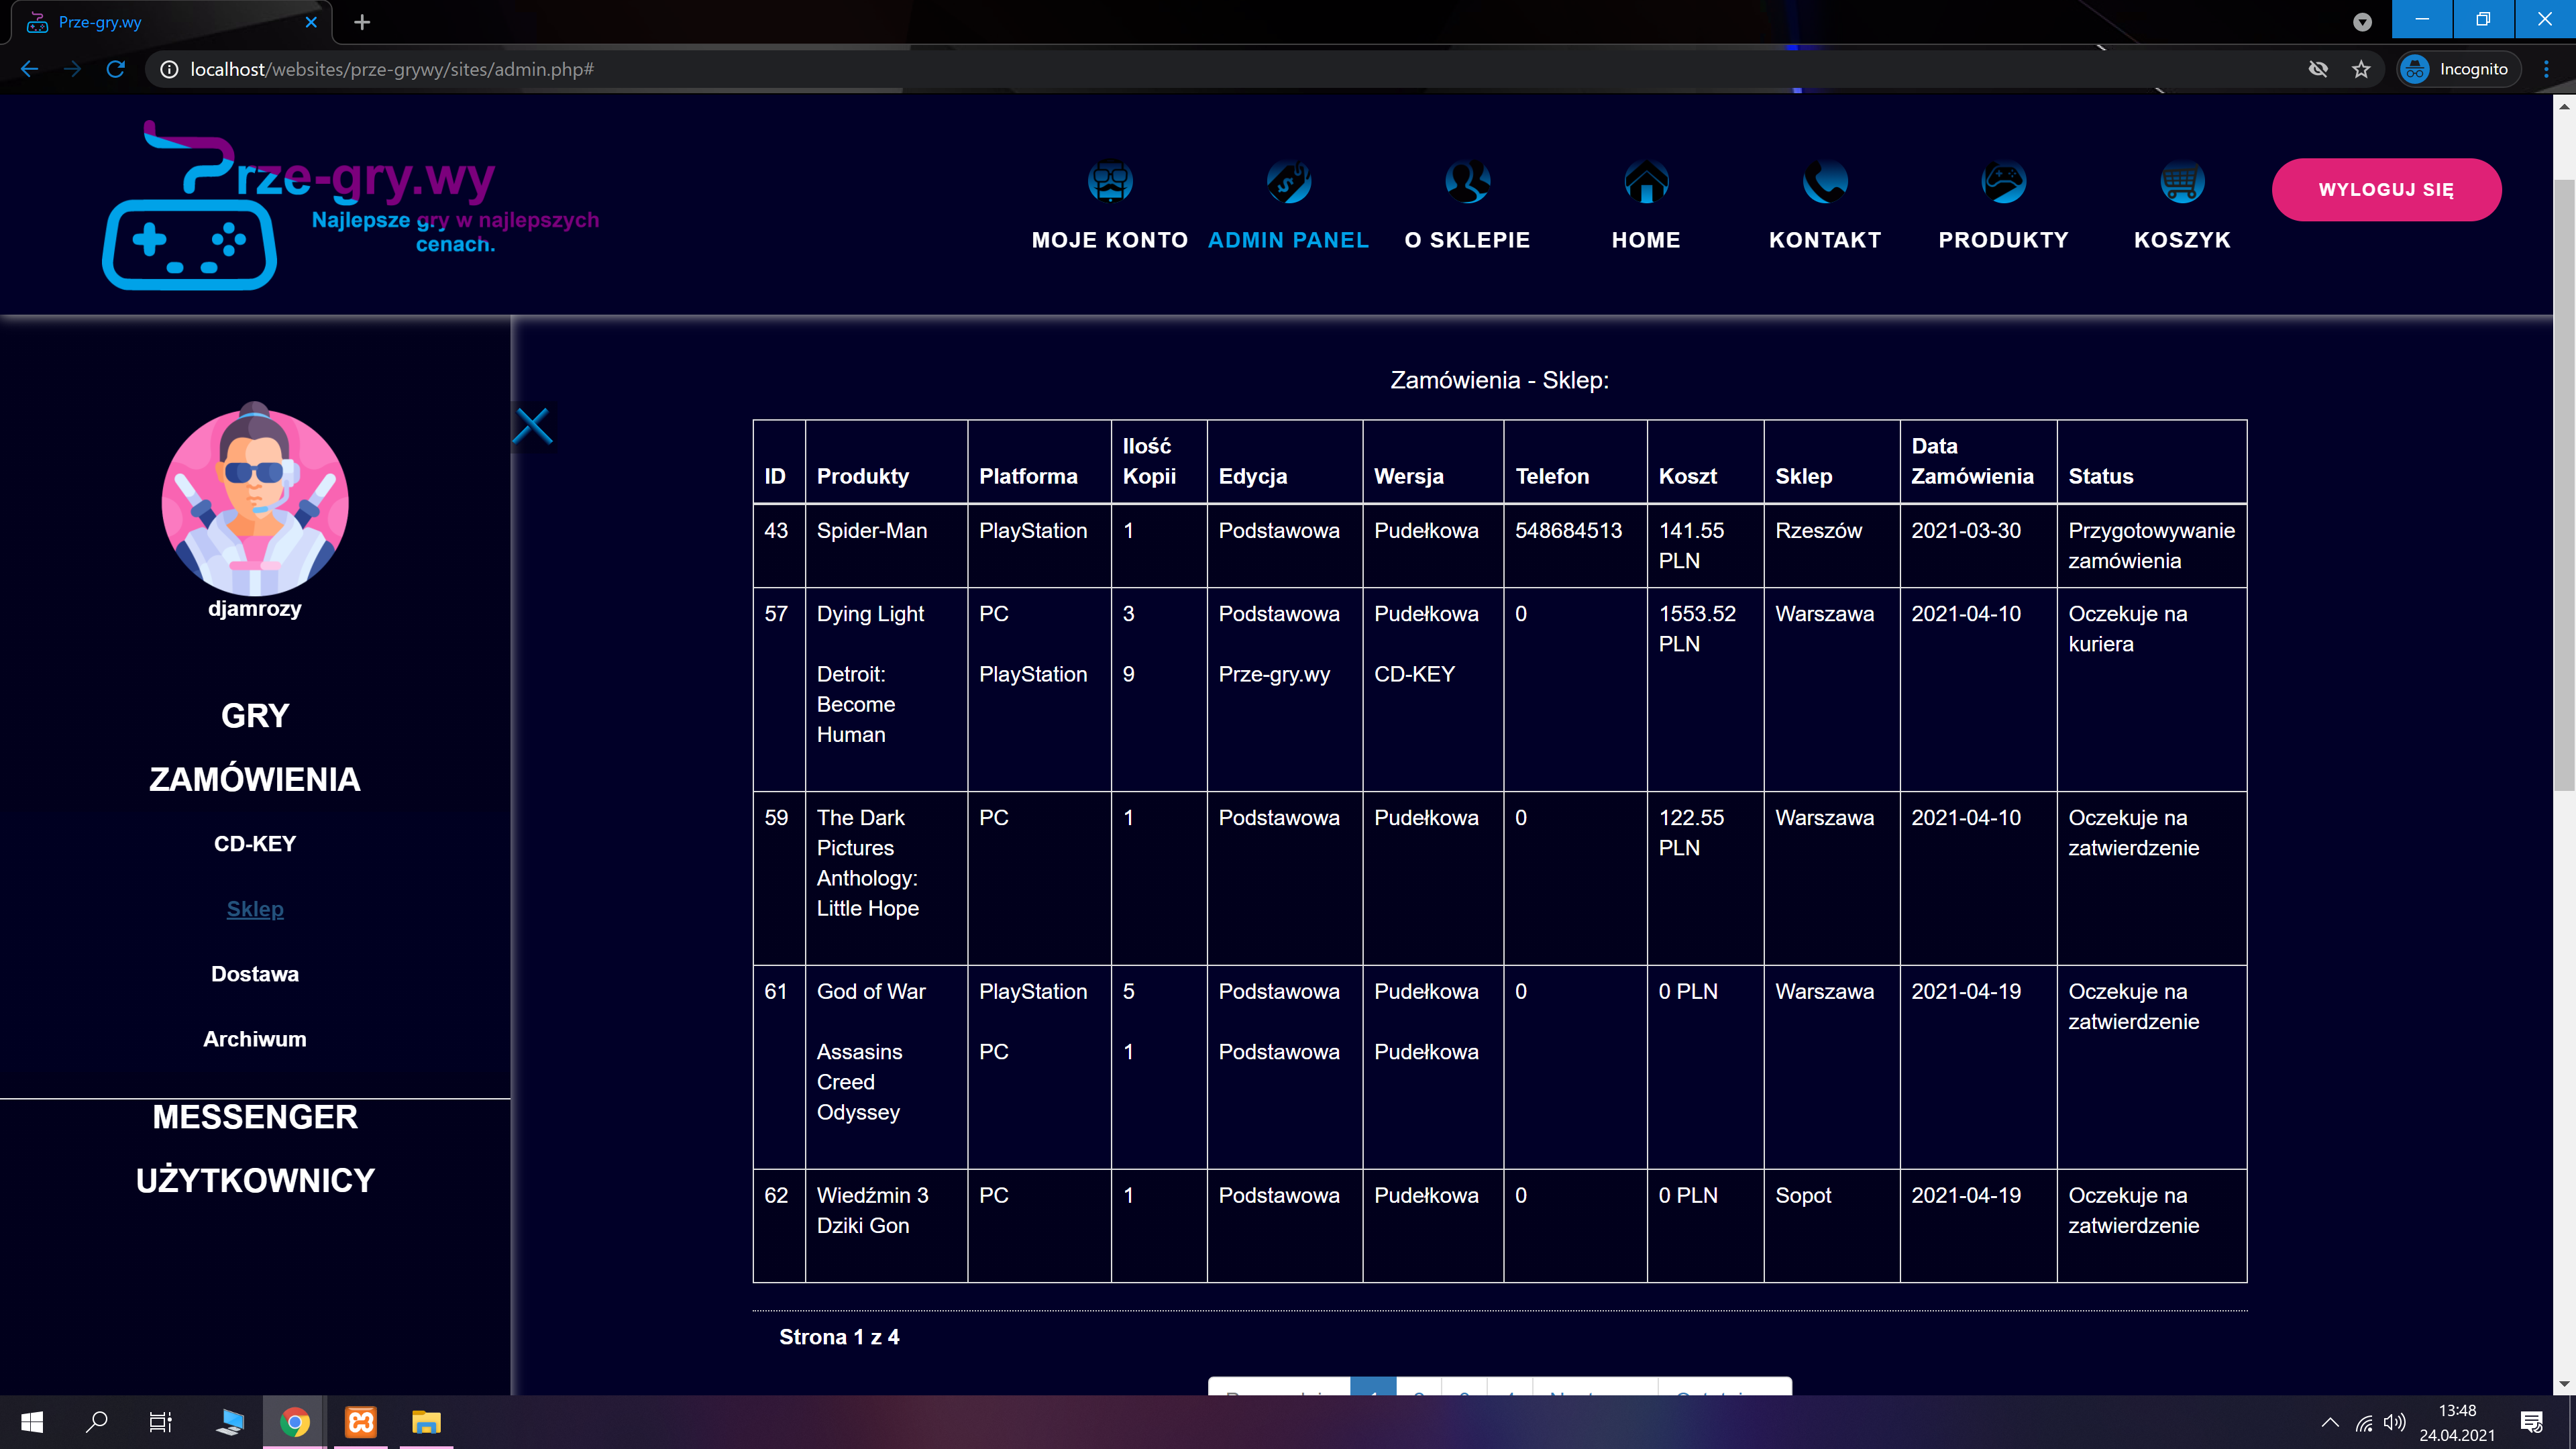 Prze-gry.wy
localhost/websites/prze-grywy/sites/admin.php#
Incognito
Prze-gry.wy
Najlepsze gry w najlepszych
cenach.
MOJE KONTO
ADMIN PANEL
O SKLEPIE
HOME
KONTAKT
PRODUKTY
KOSZYK
WYLOGUJ SIĘ
djamrozy
GRY
ZAMÓWIENIA
CD-KEY
Sklep
Dostawa
Archiwum
MESSENGER
UŻYTKOWNICY
Zamówienia - Sklep:
ID Produkty Platforma Ilość Kopii Edycja Wersja Telefon Koszt Sklep Data Zamówienia Status
43 Spider-Man PlayStation 1 Podstawowa Pudełkowa 548684513 141.55 Rzeszów 2021-03-30 Przygotowywanie
PLN zamówienia
57 Dying Light PC 3 Podstawowa Pudełkowa 0 1553.52 Warszawa 2021-04-10 Oczekuje na
PLN kuriera
Detroit: PlayStation 9 Prze-gry.wy CD-KEY
Become
Human
59 The Dark PC 1 Podstawowa Pudełkowa 0 122.55 Warszawa 2021-04-10 Oczekuje na
Pictures PLN zatwierdzenie
Anthology:
Little Hope
61 God of War PlayStation 5 Podstawowa Pudełkowa 0 0 PLN Warszawa 2021-04-19 Oczekuje na
zatwierdzenie
Assasins PC 1 Podstawowa Pudełkowa
Creed
Odyssey
62 Wiedźmin 3 PC 1 Podstawowa Pudełkowa 0 0 PLN Sopot 2021-04-19 Oczekuje na
Dziki Gon zatwierdzenie
Strona 1 z 4
13:48
24.04.2021